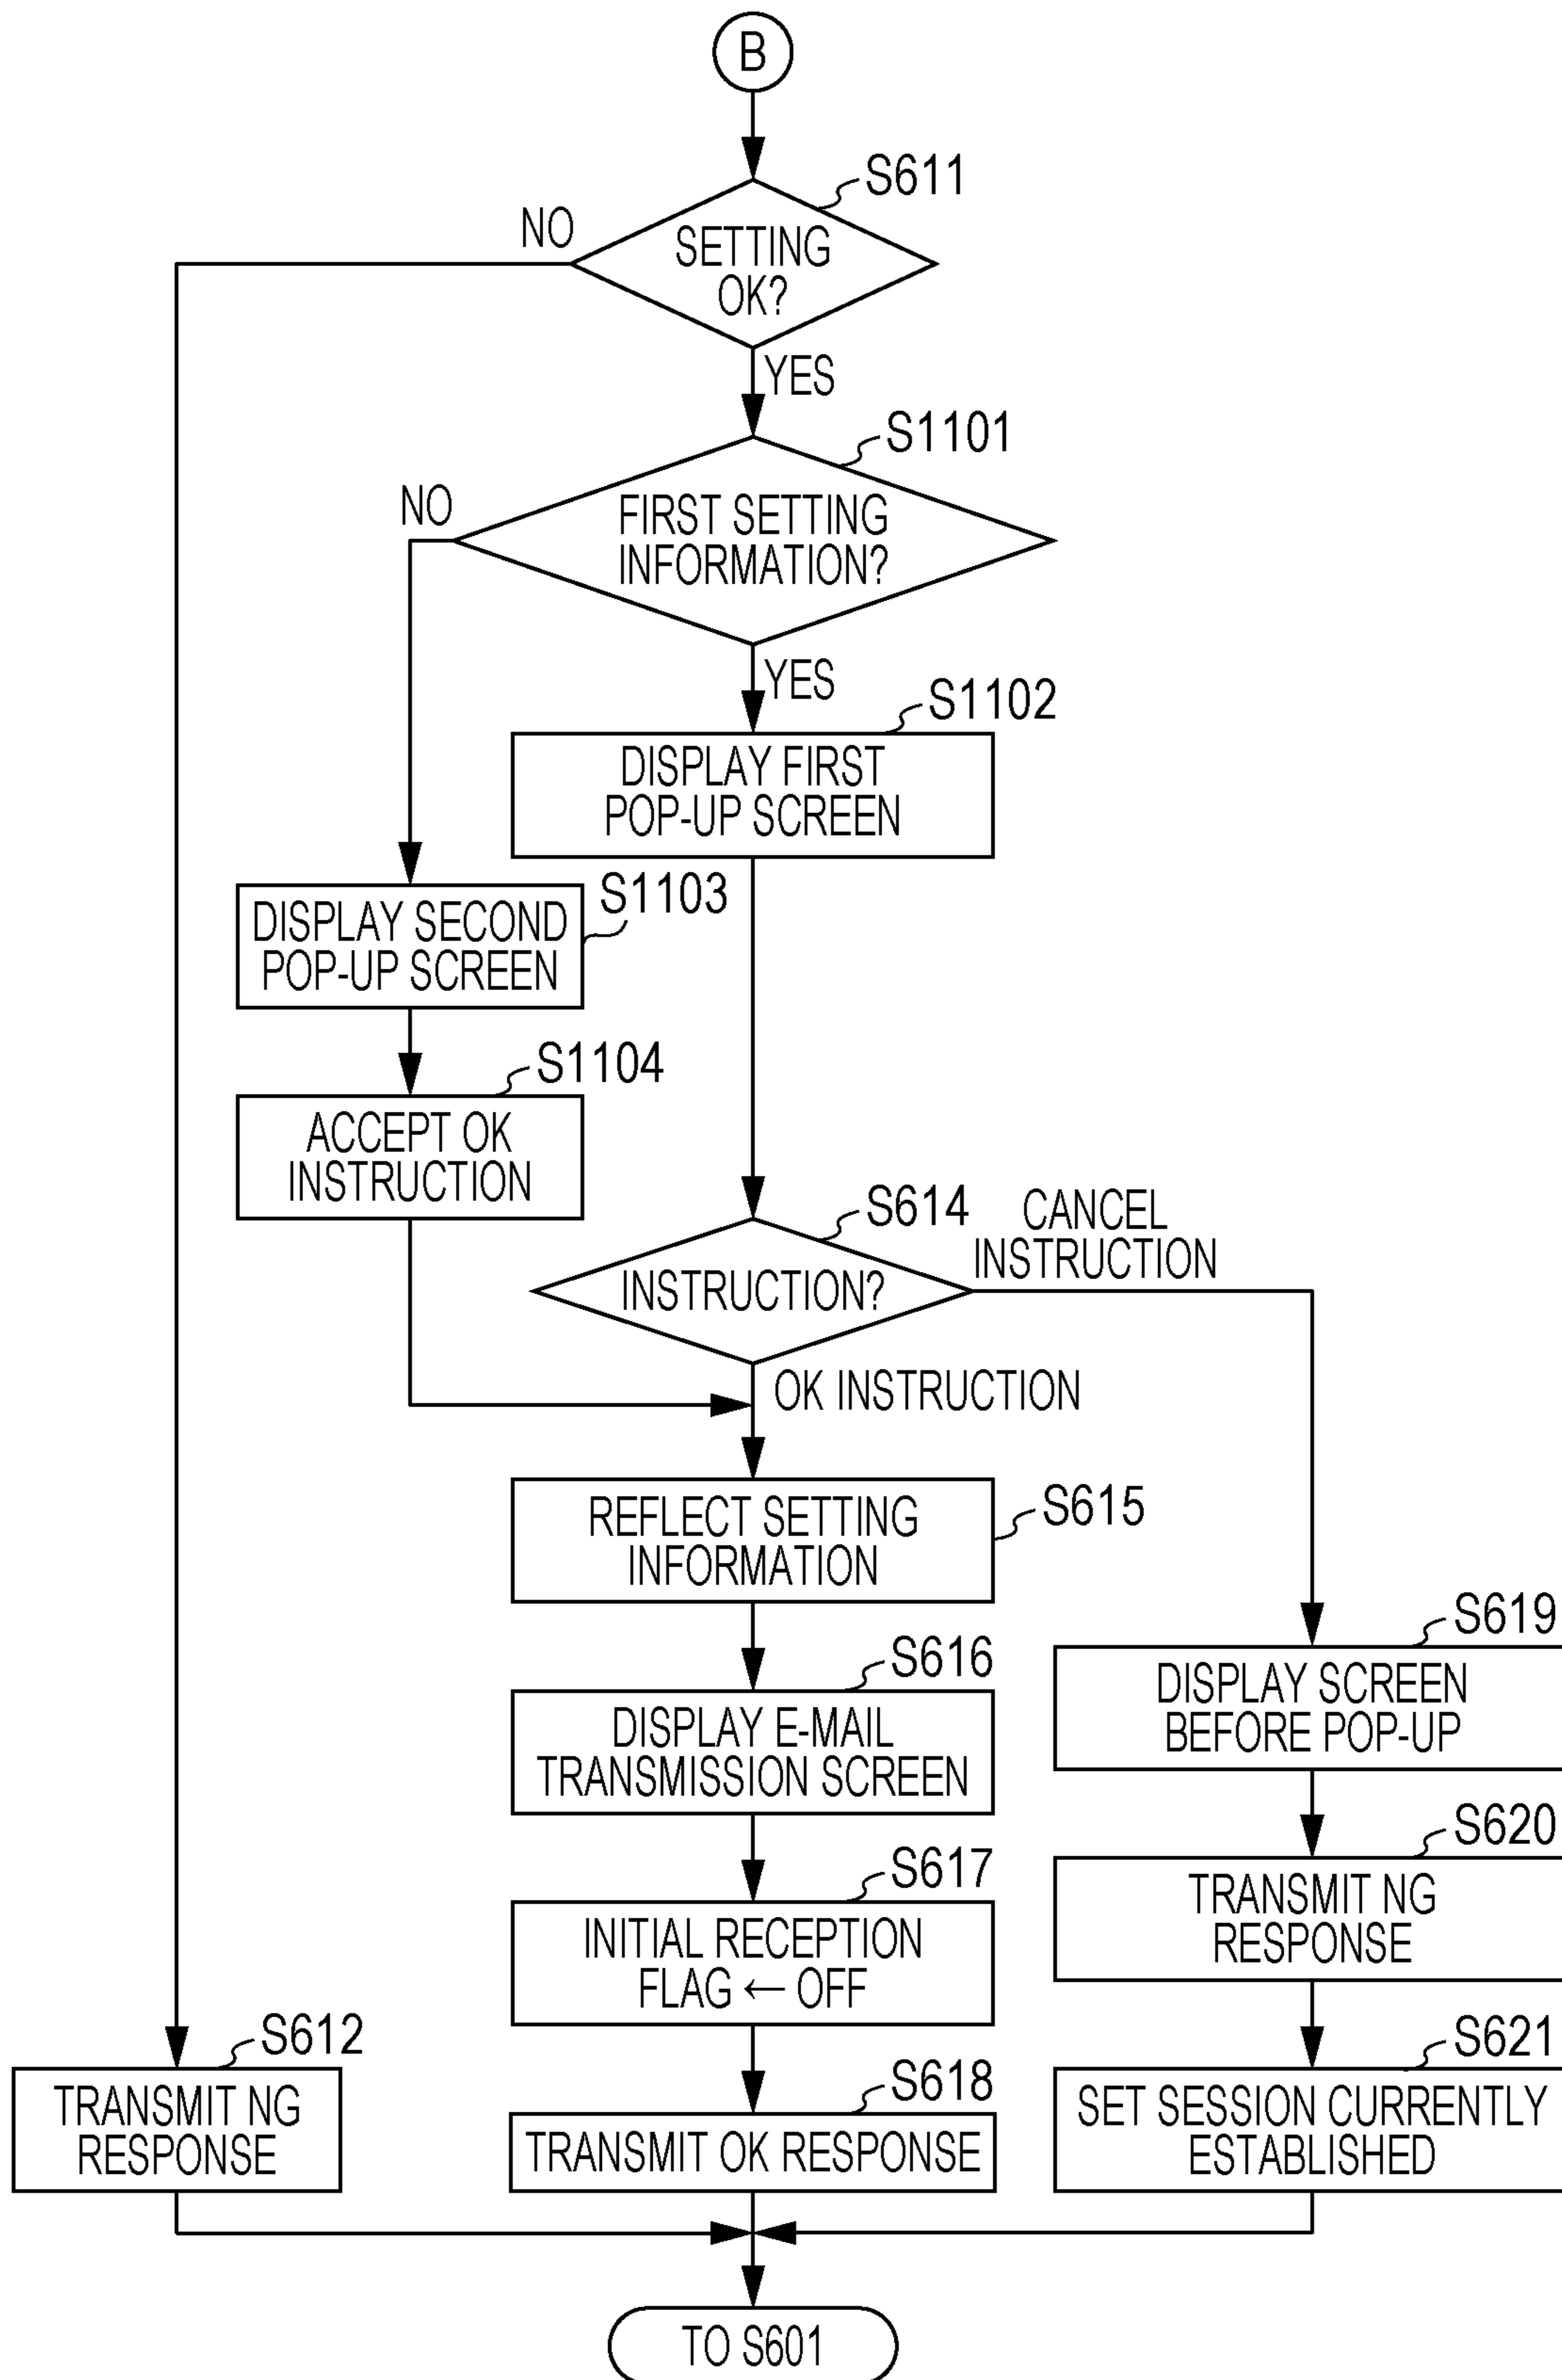 B
S611
NO
SETTING
OK?
YES
S1101
NO
FIRST SETTING
INFORMATION?
YES
S1102
DISPLAY FIRST
POP-UP SCREEN
S1103
DISPLAY SECOND
POP-UP SCREEN
S1104
ACCEPT OK
INSTRUCTION
S614
CANCEL
INSTRUCTION
INSTRUCTION?
OK INSTRUCTION
REFLECT SETTING
INFORMATION
S615
S616
DISPLAY E-MAIL
TRANSMISSION SCREEN
S619
DISPLAY SCREEN
BEFORE POP-UP
S617
INITIAL RECEPTION
FLAG ← OFF
S620
TRANSMIT NG
RESPONSE
S612
TRANSMIT NG
RESPONSE
S618
TRANSMIT OK RESPONSE
S621
SET SESSION CURRENTLY
ESTABLISHED
TO S601